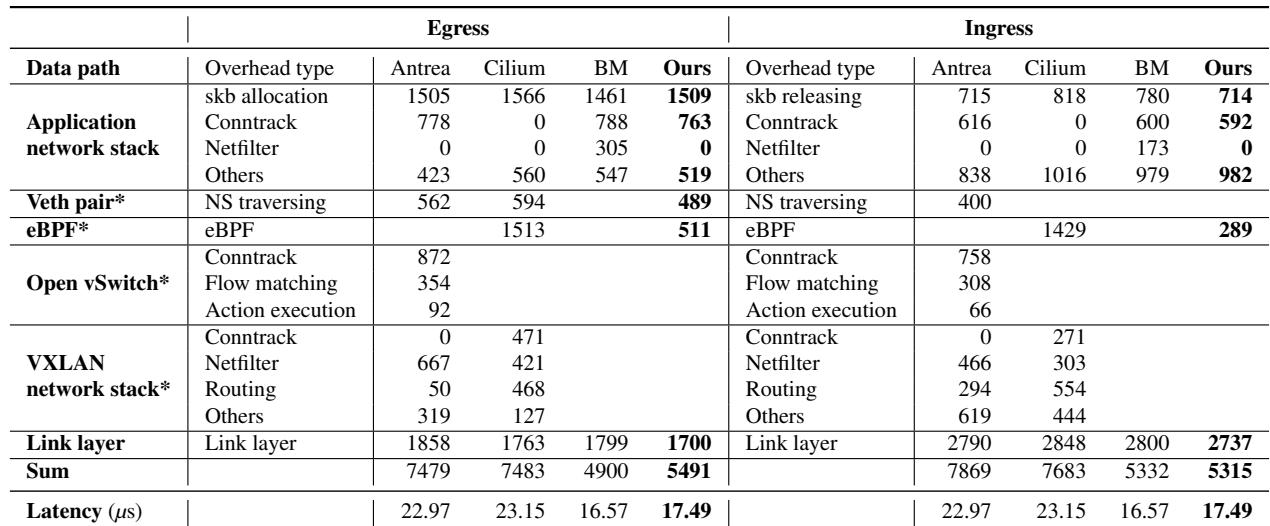 Egress Ingress
Data path Overhead type Antrea Cilium BM Ours Overhead type Antrea Cilium BM Ours
skb allocation 1505 1566 1461 1509 skb releasing 715 818 780 714
Application Conntrack 778 0 788 763 Conntrack 616 0 600 592
network stack Netfilter 0 0 305 0 Netfilter 0 0 173 0
Others 423 560 547 519 Others 838 1016 979 982
Veth pair* NS traversing 562 594 489 NS traversing 400
eBPF* eBPF 1513 511 eBPF 1429 289
Conntrack 872 Conntrack 758
Open vSwitch* Flow matching 354 Flow matching 308
Action execution 92 Action execution 66
Conntrack 0 471 Conntrack 0 271
VXLAN Netfilter 667 421 Netfilter 466 303
network stack* Routing 50 468 Routing 294 554
Others 319 127 Others 619 444
Link layer Link layer 1858 1763 1799 1700 Link layer 2790 2848 2800 2737
Sum 7479 7483 4900 5491 7869 7683 5332 5315
Latency (μs) 22.97 23.15 16.57 17.49 22.97 23.15 16.57 17.49